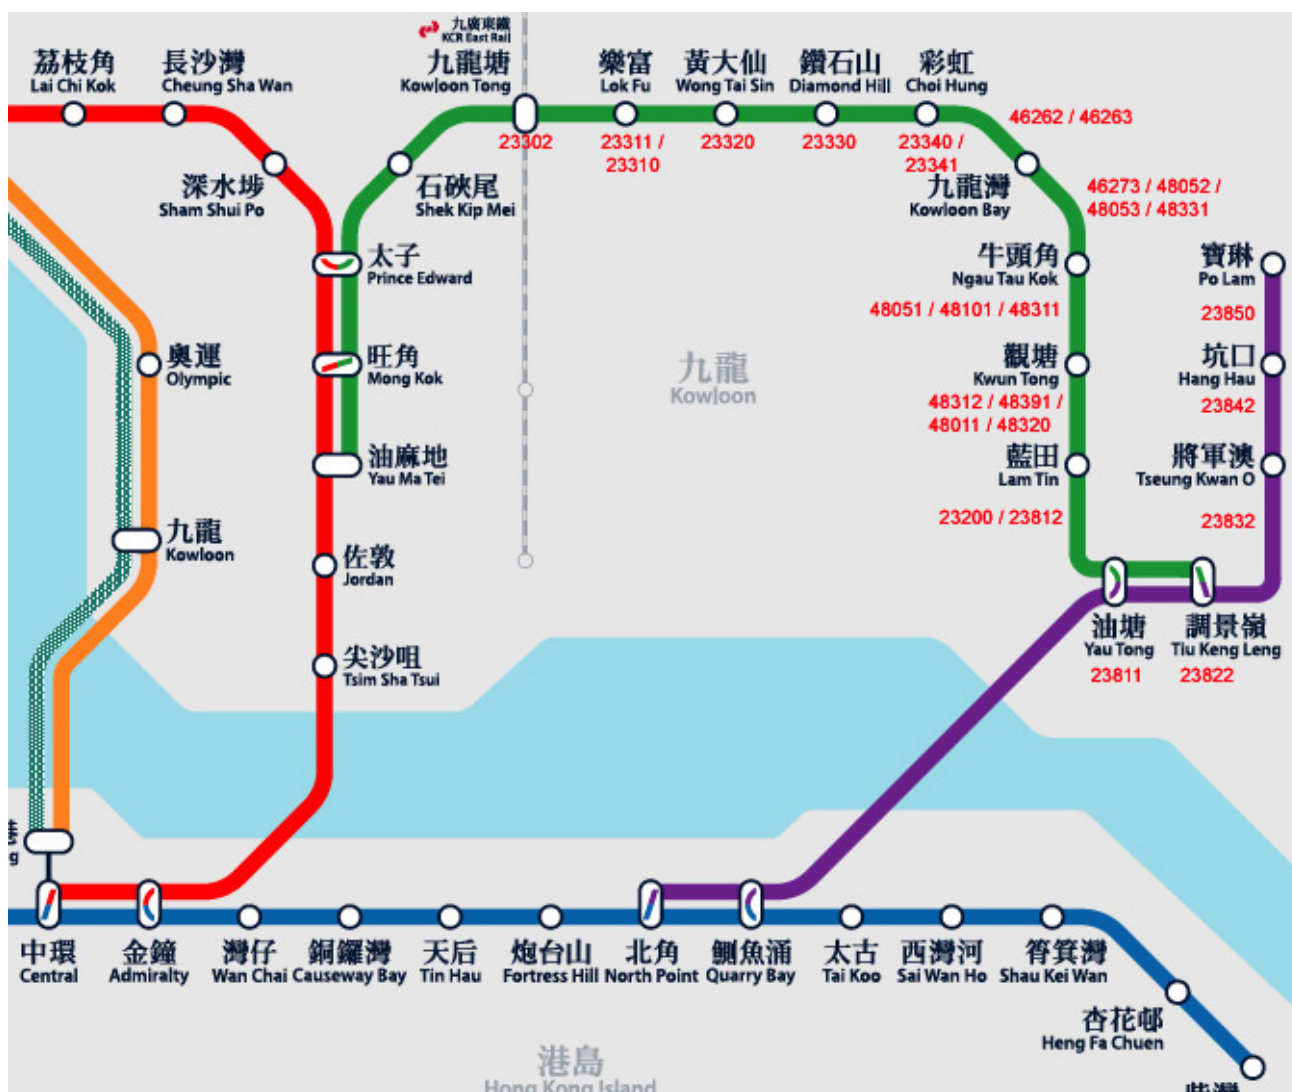 九廣東鐵
KCR East Rail
荔枝角
Lai Chi Kok
長沙灣
Cheung Sha Wan
九龍塘
Kowloon Tong
樂富
Lok Fu
黃大仙
Wong Tai Sin
鑽石山
Diamond Hill
彩虹
Choi Hung
46262 / 46263
23302
23311 /
23310
23320
23330
23340 /
23341
深水埗
Sham Shui Po
石硤尾
Shek Kip Mei
九龍灣
Kowloon Bay
46273 / 48052 /
48053 / 48331
太子
Prince Edward
牛頭角
Ngau Tau Kok
寶琳
Po Lam
48051 / 48101 / 48311
23850
奧運
Olympic
旺角
Mong Kok
九龍
Kowloon
觀塘
Kwun Tong
坑口
Hang Hau
48312 / 48391 /
48011 / 48320
23842
油麻地
Yau Ma Tei
藍田
Lam Tin
將軍澳
Tseung Kwan O
23200 / 23812
23832
九龍
Kowloon
佐敦
Jordan
尖沙咀
Tsim Sha Tsui
油塘
Yau Tong
23811
調景嶺
Tiu Keng Leng
23822
港
g
中環
Central
金鐘
Admiralty
灣仔
Wan Chai
銅鑼灣
Causeway Bay
天后
Tin Hau
炮台山
Fortress Hill
北角
North Point
鰂魚涌
Quarry Bay
太古
Tai Koo
西灣河
Sai Wan Ho
筲箕灣
Shau Kei Wan
杏花邨
Heng Fa Chuen
港島
Hong Kong Island
柴灣